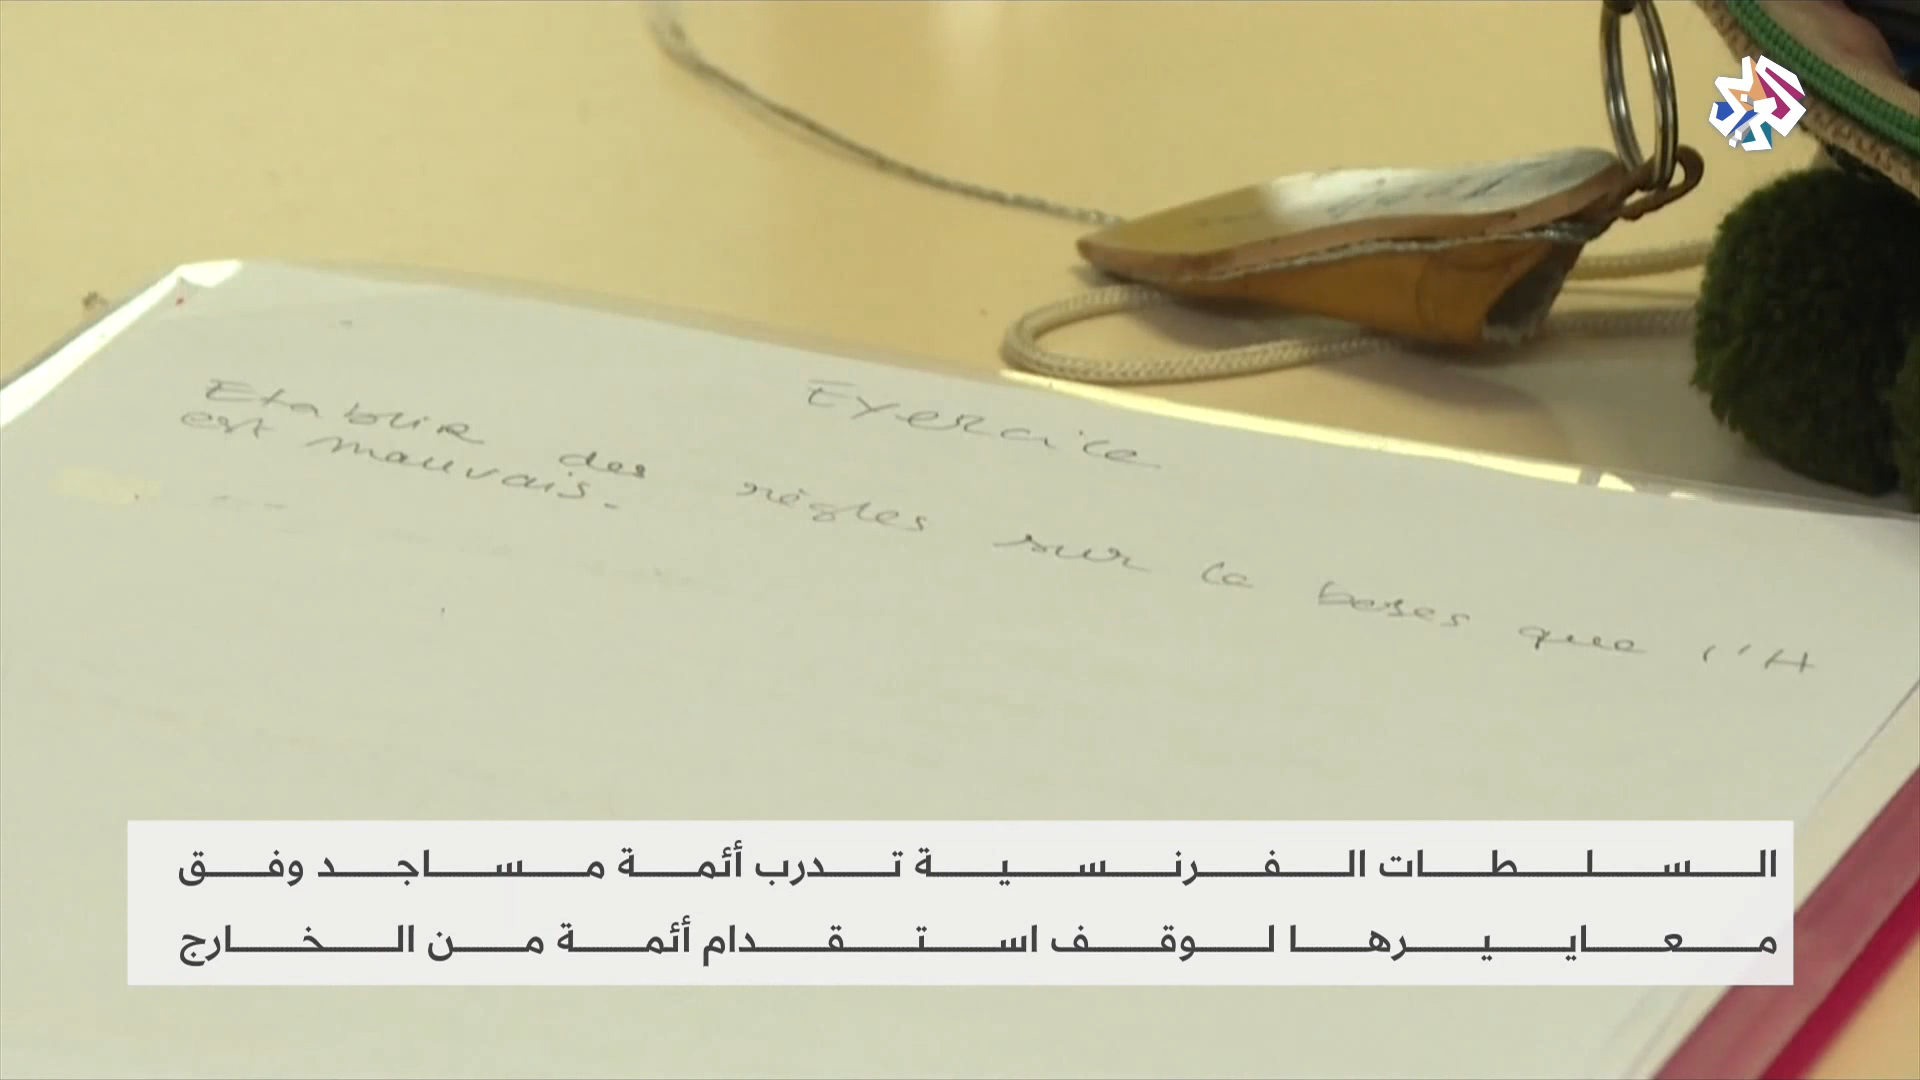 Exercice
Etablir des règles sur la bases que l'H
est mauvais.
السلطات الفرنسية تدرب أئمة مساجد وفق
معاييرها لوقف استقدام أئمة من الخارج